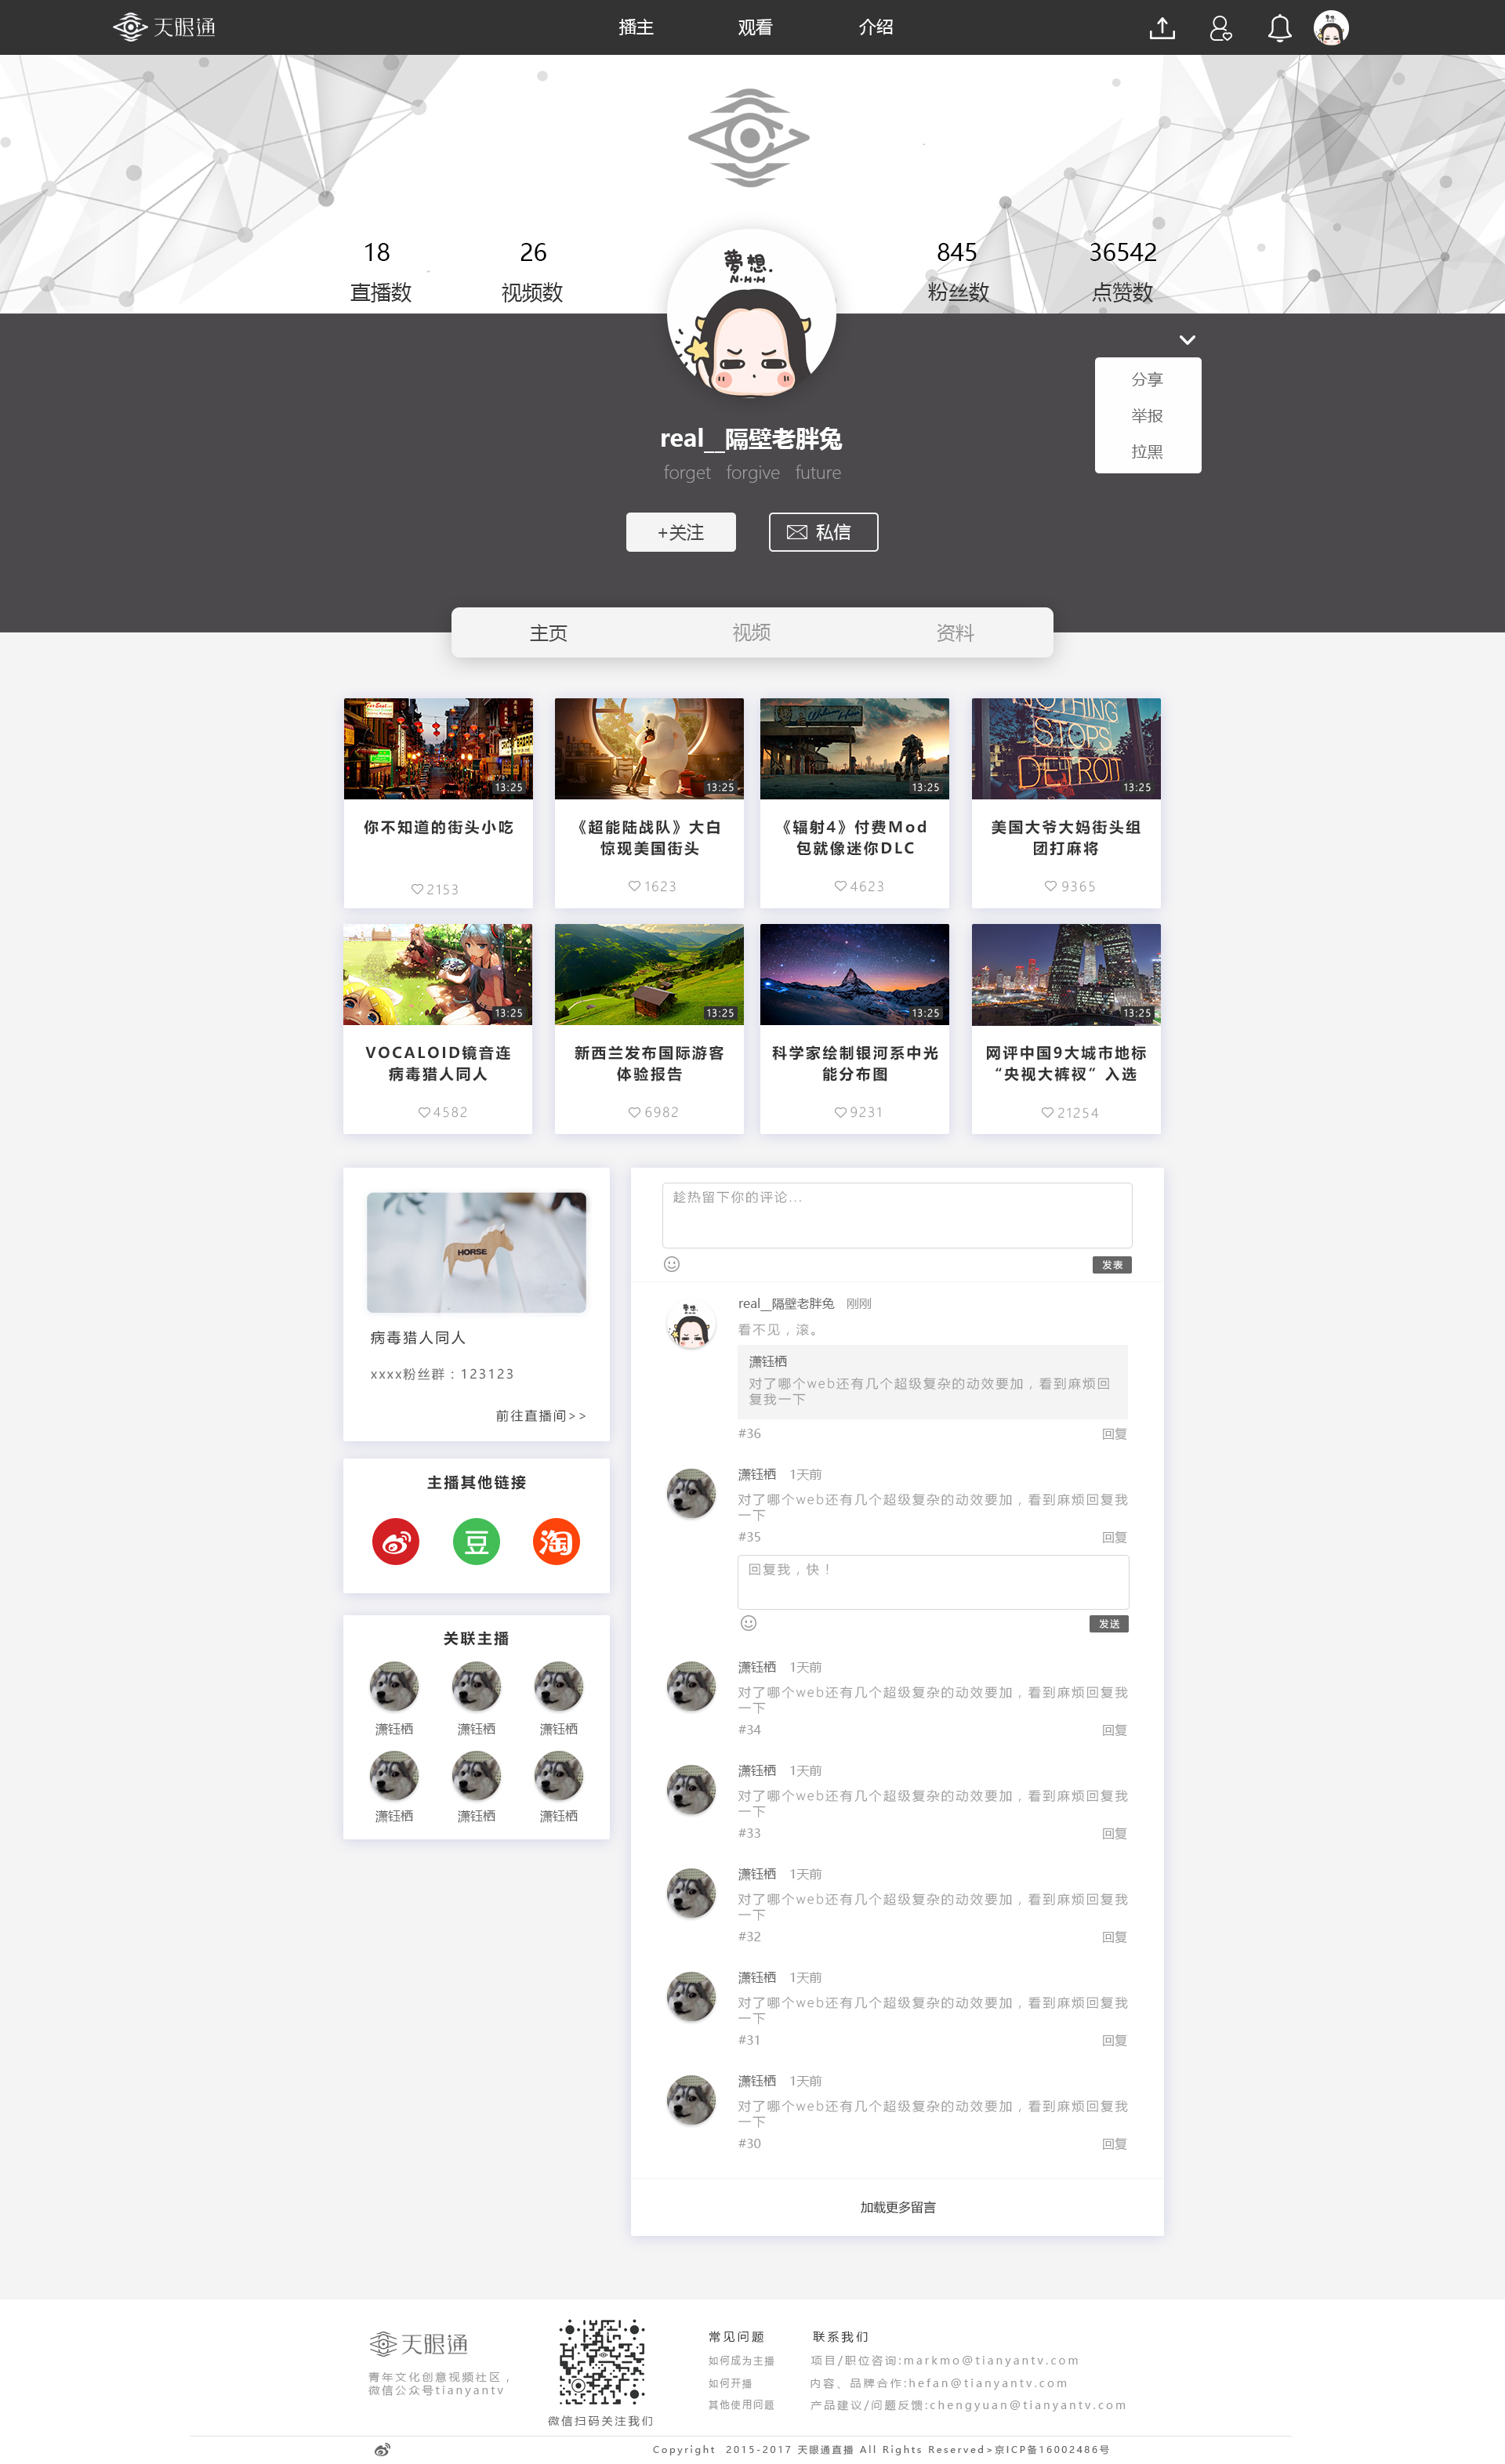 天眼通
播主
观看
介绍
18
直播数
26
视频数
845
粉丝数
36542
点赞数
夢想.
N·H·H
分享
举报
拉黑
real__隔壁老胖兔
forget forgive future
+关注
私信
主页
视频
资料
13:25
你不知道的街头小吃
2153
13:25
《超能陆战队》大白
惊现美国街头
1623
Welcome Home
13:25
《辐射4》付费Mod
包就像迷你DLC
4623
NOTHING
STOPS
DETROIT
13:25
美国大爷大妈街头组
团打麻将
9365
13:25
VOCALOID镜音连
病毒猎人同人
4582
13:25
新西兰发布国际游客
体验报告
6982
13:25
科学家绘制银河系中光
能分布图
9231
13:25
网评中国9大城市地标
“央视大裤衩”入选
21254
HORSE
病毒猎人同人
xxxx粉丝群：123123
前往直播间>>
主播其他链接
豆
淘
关联主播
潇钰栖
潇钰栖
潇钰栖
潇钰栖
潇钰栖
潇钰栖
趁热留下你的评论...
发表
夢想.
real__隔壁老胖兔 刚刚
看不见，滚。
潇钰栖
对了哪个web还有几个超级复杂的动效要加，看到麻烦回
复我一下
#36
回复
潇钰栖 1天前
对了哪个web还有几个超级复杂的动效要加，看到麻烦回复我
一下
#35
回复
回复我，快！
发送
潇钰栖 1天前
对了哪个web还有几个超级复杂的动效要加，看到麻烦回复我
一下
#34
回复
潇钰栖 1天前
对了哪个web还有几个超级复杂的动效要加，看到麻烦回复我
一下
#33
回复
潇钰栖 1天前
对了哪个web还有几个超级复杂的动效要加，看到麻烦回复我
一下
#32
回复
潇钰栖 1天前
对了哪个web还有几个超级复杂的动效要加，看到麻烦回复我
一下
#31
回复
潇钰栖 1天前
对了哪个web还有几个超级复杂的动效要加，看到麻烦回复我
一下
#30
回复
加载更多留言
天眼通
青年文化创意视频社区，
微信公众号tianyantv
微信扫码关注我们
常见问题
如何成为主播
如何开播
其他使用问题
联系我们
项目/职位咨询:markmo@tianyantv.com
内容、品牌合作:hefan@tianyantv.com
产品建议/问题反馈:chengyuan@tianyantv.com
Copyright 2015-2017 天眼通直播 All Rights Reserved>京ICP备16002486号